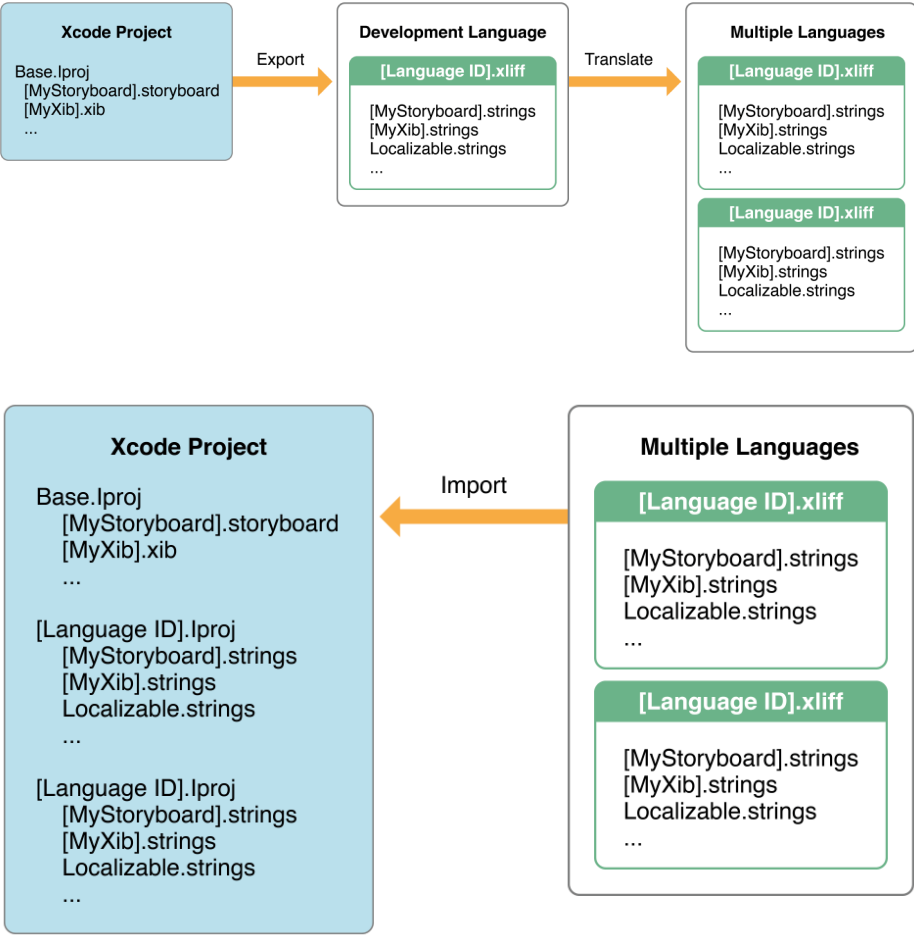 Xcode Project
Base.lproj
[MyStoryboard].storyboard
[MyXib].xib
...
Export
Development Language
[Language ID].xliff
[MyStoryboard].strings
[MyXib].strings
Localizable.strings
...
Translate
Multiple Languages
[Language ID].xliff
[MyStoryboard].strings
[MyXib].strings
Localizable.strings
...
[Language ID].xliff
[MyStoryboard].strings
[MyXib].strings
Localizable.strings
...
Xcode Project
Base.lproj
[MyStoryboard].storyboard
[MyXib].xib
...
[Language ID].lproj
[MyStoryboard].strings
[MyXib].strings
Localizable.strings
...
[Language ID].lproj
[MyStoryboard].strings
[MyXib].strings
Localizable.strings
...
Import
Multiple Languages
[Language ID].xliff
[MyStoryboard].strings
[MyXib].strings
Localizable.strings
...
[Language ID].xliff
[MyStoryboard].strings
[MyXib].strings
Localizable.strings
...